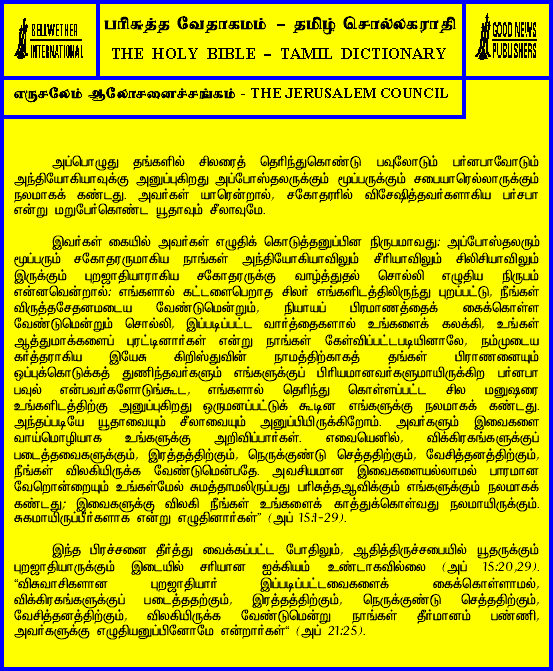 BELLWETHER
INTERNATIONAL
பரிசுத்த வேதாகமம் – தமிழ் சொல்லகராதி
THE HOLY BIBLE – TAMIL DICTIONARY
GOOD NEWS
PUBLISHERS
எருசலேம் ஆலோசனைச்சங்கம் - THE JERUSALEM COUNCIL
அப்பொழுது தங்களில் சிலரைத் தெரிந்துகொண்டு பவுலோடும் பர்னபாவோடும்
அந்தியோகியாவுக்கு அனுப்புகிறது அப்போஸ்தலருக்கும் மூப்பருக்கும் சபையாரெல்லாருக்கும்
நலமாகக் கண்டது. அவர்கள் யாரென்றால், சகோதரரில் விசேஷித்தவர்களாகிய பர்சபா
என்று மறுபேர்கொண்ட யூதாவும் சீலாவுமே.
இவர்கள் கையில் அவர்கள் எழுதிக் கொடுத்தனுப்பின நிருபமாவது: அப்போஸ்தலரும்
மூப்பரும் சகோதரருமாகிய நாங்கள் அந்தியோகியாவிலும் சீரியாவிலும் சிலிசியாவிலும்
இருக்கும் புறஜாதியாராகிய சகோதரருக்கு வாழ்த்துதல் சொல்லி எழுதிய நிருபம்
என்னவென்றால்: எங்களால் கட்டளைபெறாத சிலர் எங்களிடத்திலிருந்து புறப்பட்டு, நீங்கள்
விருத்தசேதனமடைய வேண்டுமென்றும், நியாயப் பிரமாணத்தைக் கைக்கொள்ள
வேண்டுமென்றும் சொல்லி, இப்படிப்பட்ட வார்த்தைகளால் உங்களைக் கலக்கி, உங்கள்
ஆத்துமாக்களைப் புரட்டினார்கள் என்று நாங்கள் கேள்விப்பட்டபடியினாலே, நம்முடைய
கர்த்தராகிய இயேசு கிறிஸ்துவின் நாமத்திற்காகத் தங்கள் பிராணனையும்
ஒப்புக்கொடுக்கத் துணிந்தவர்களும் எங்களுக்குப் பிரியமானவர்களுமாயிருக்கிற பர்னபா
பவுல் என்பவர்களோடுங்கூட, எங்களால் தெரிந்து கொள்ளப்பட்ட சில மனுஷரை
உங்களிடத்திற்கு அனுப்புகிறது ஒருமனப்பட்டுக் கூடின எங்களுக்கு நலமாகக் கண்டது.
அந்தப்படியே யூதாவையும் சீலாவையும் அனுப்பியிருக்கிறோம். அவர்களும் இவைகளை
வாய்மொழியாக உங்களுக்கு அறிவிப்பார்கள். எவையெனில், விக்கிரகங்களுக்குப்
படைத்தவைகளுக்கும், இரத்தத்திற்கும், நெருக்குண்டு செத்ததிற்கும், வேசித்தனத்திற்கும்,
நீங்கள் விலகியிருக்க வேண்டுமென்பதே. அவசியமான இவைகளையல்லாமல் பாரமான
வேறொன்றையும் உங்கள்மேல் சுமத்தாமலிருப்பது பரிசுத்தஆவிக்கும் எங்களுக்கும் நலமாகக்
கண்டது; இவைகளுக்கு விலகி நீங்கள் உங்களைக் காத்துக்கொள்வது நலமாயிருக்கும்.
சுகமாயிருப்பீர்களாக என்று எழுதினார்கள்" (அப் 15:1-29).
இந்த பிரச்சனை தீர்த்து வைக்கப்பட்ட போதிலும், ஆதித்திருச்சபையில் யூதருக்கும்
புறஜாதியாருக்கும் இடையில் சரியான ஐக்கியம் உண்டாகவில்லை (அப் 15:20,29).
"விசுவாசிகளான புறஜாதியார் இப்படிப்பட்டவைகளைக் கைக்கொள்ளாமல்,
விக்கிரகங்களுக்குப் படைத்ததற்கும், இரத்தத்திற்கும், நெருக்குண்டு செத்ததிற்கும்,
வேசித்தனத்திற்கும், விலகியிருக்க வேண்டுமென்று நாங்கள் தீர்மானம் பண்ணி,
அவர்களுக்கு எழுதியனுப்பினோமே என்றார்கள்" (அப் 21:25).